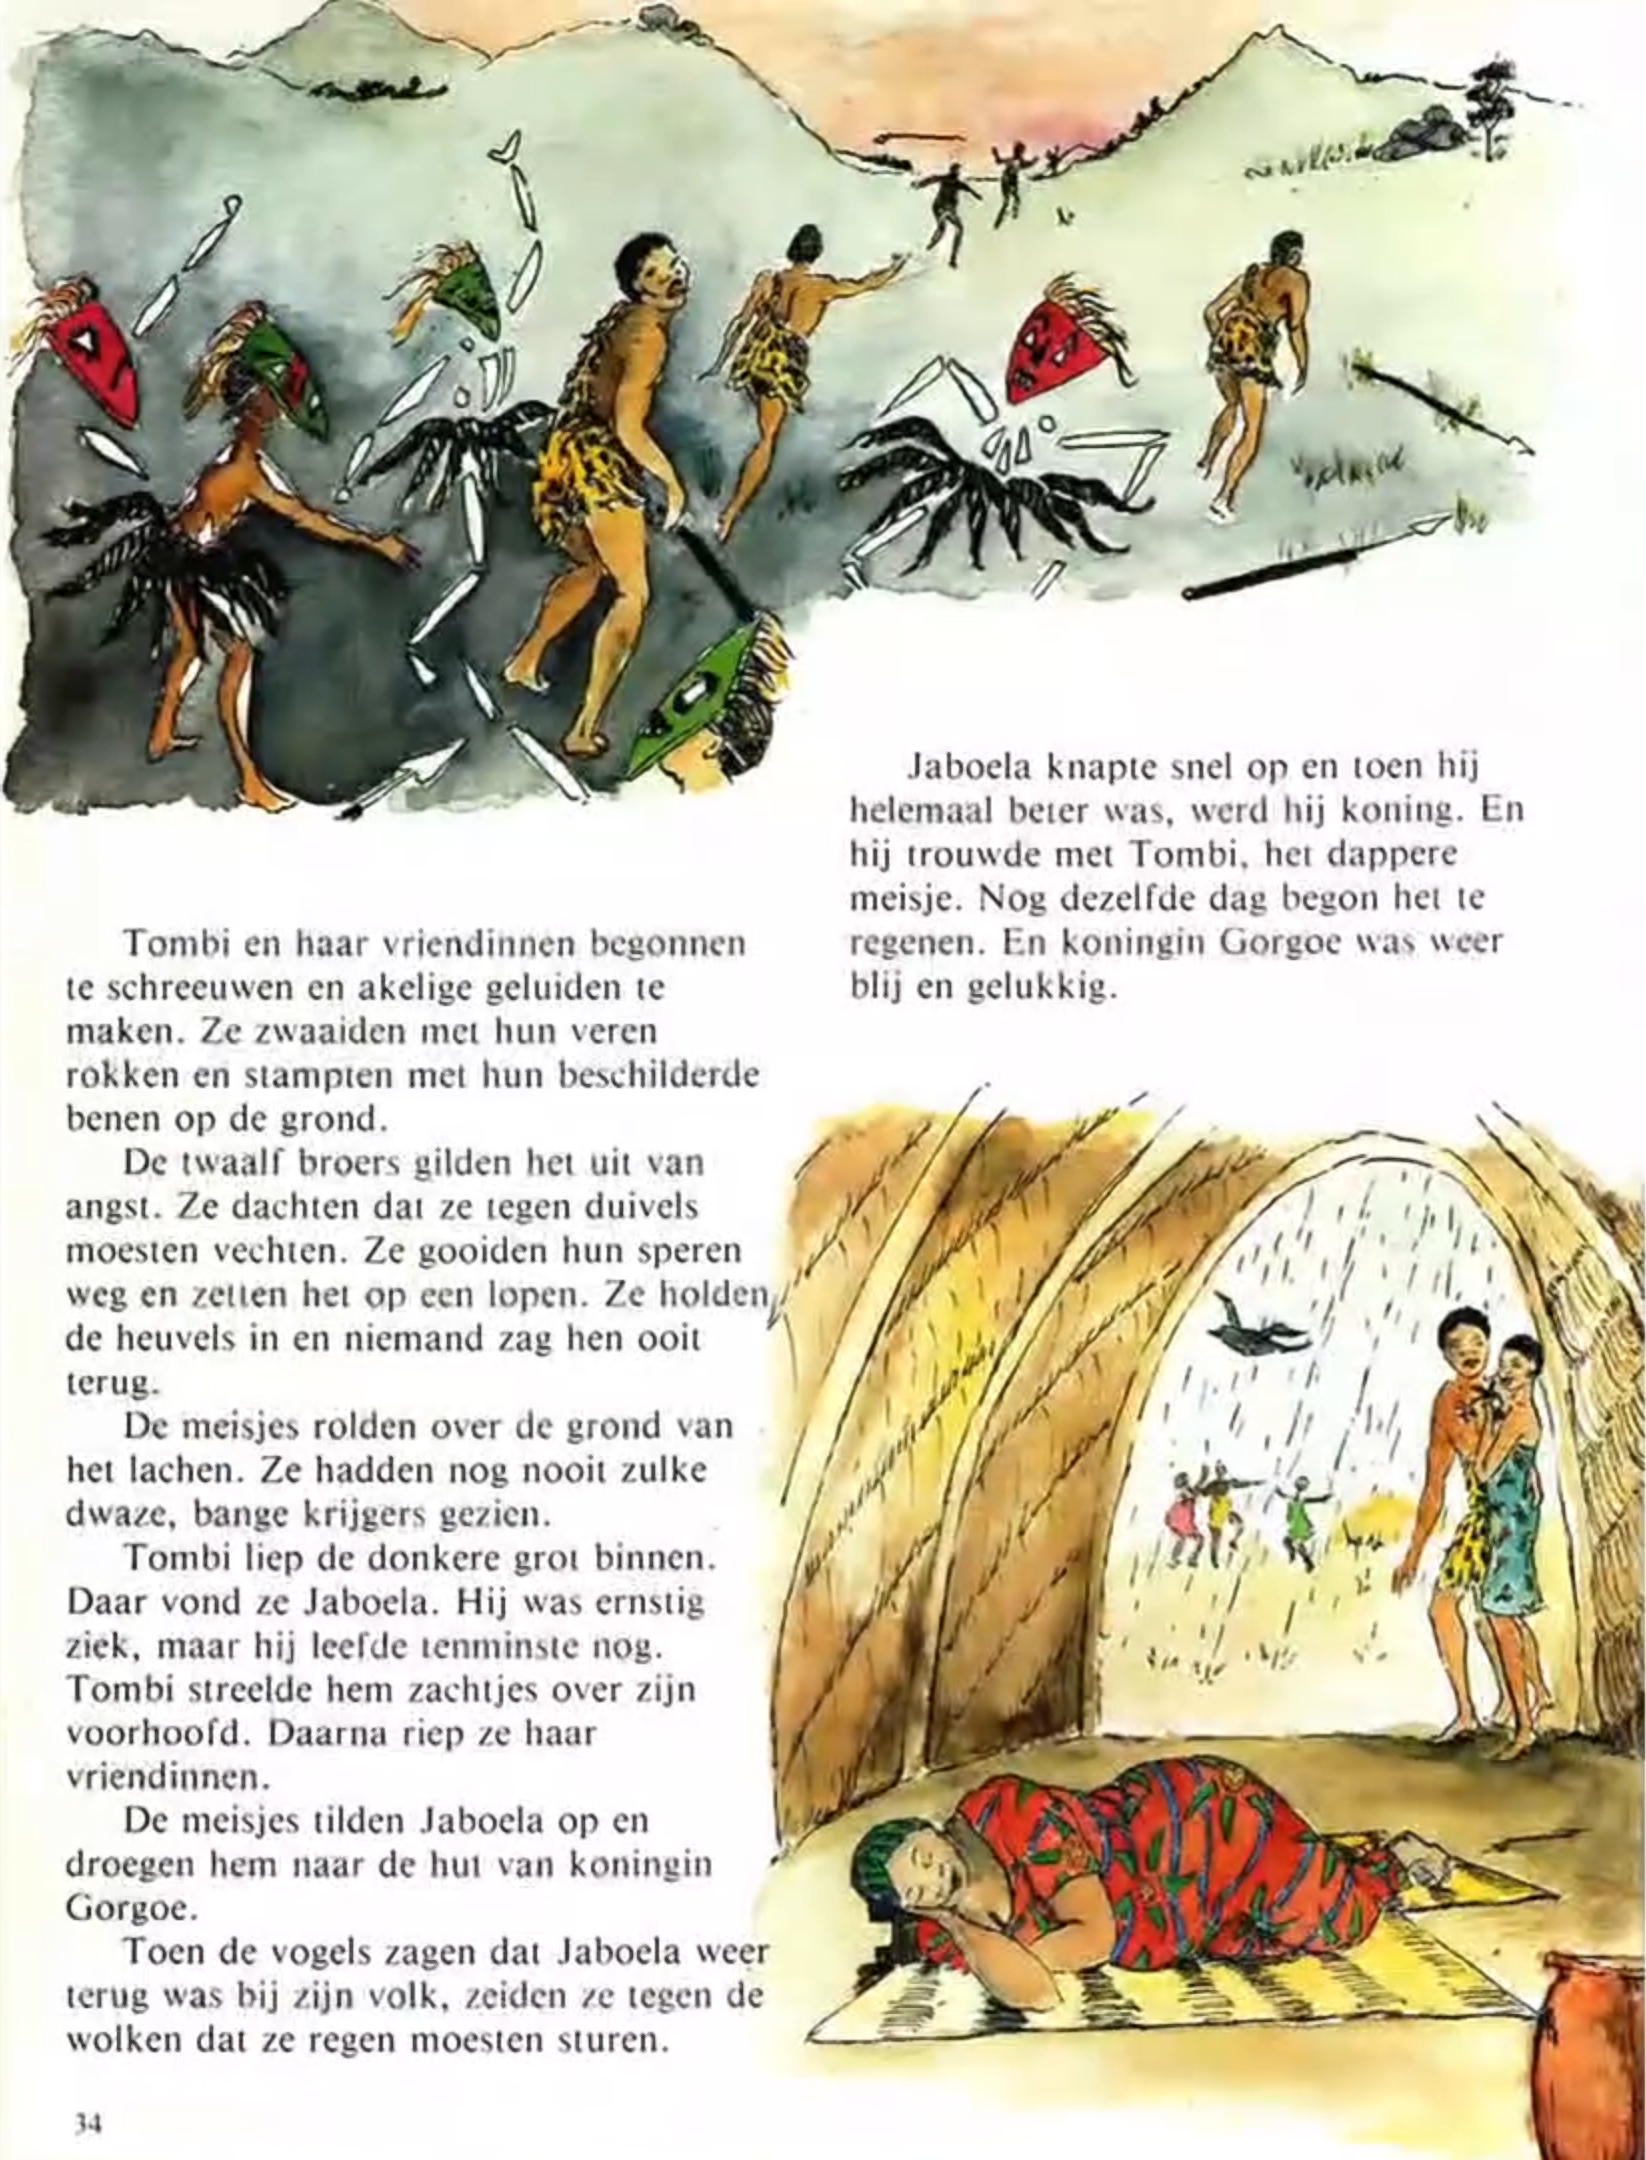 Tombi en haar vriendinnen begonnen
te schreeuwen en akelige geluiden te
maken. Ze zwaaiden met hun veren
rokken en stampten met hun beschilderde
benen op de grond.
De twaalf broers gilden het uit van
angst. Ze dachten dat ze tegen duivels
moesten vechten. Ze gooiden hun speren
weg en zetten het op een lopen. Ze holden
de heuvels in en niemand zag hen ooit
terug.
De meisjes rolden over de grond van
het lachen. Ze hadden nog nooit zulke
dwaze, bange krijgers gezien.
Tombi liep de donkere grot binnen.
Daar vond ze Jaboela. Hij was ernstig
ziek, maar hij leefde tenminste nog.
Tombi streelde hem zachtjes over zijn
voorhoofd. Daarna riep ze haar
vriendinnen.
De meisjes tilden Jaboela op en
droegen hem naar de hut van koningin
Gorgoe.
Toen de vogels zagen dat Jaboela weer
terug was bij zijn volk, zeiden ze tegen de
wolken dat ze regen moesten sturen.
Jaboela knapte snel op en toen hij
helemaal beter was, werd hij koning. En
hij trouwde met Tombi, het dappere
meisje. Nog dezelfde dag begon het te
regenen. En koningin Gorgoe was weer
blij en gelukkig.
34